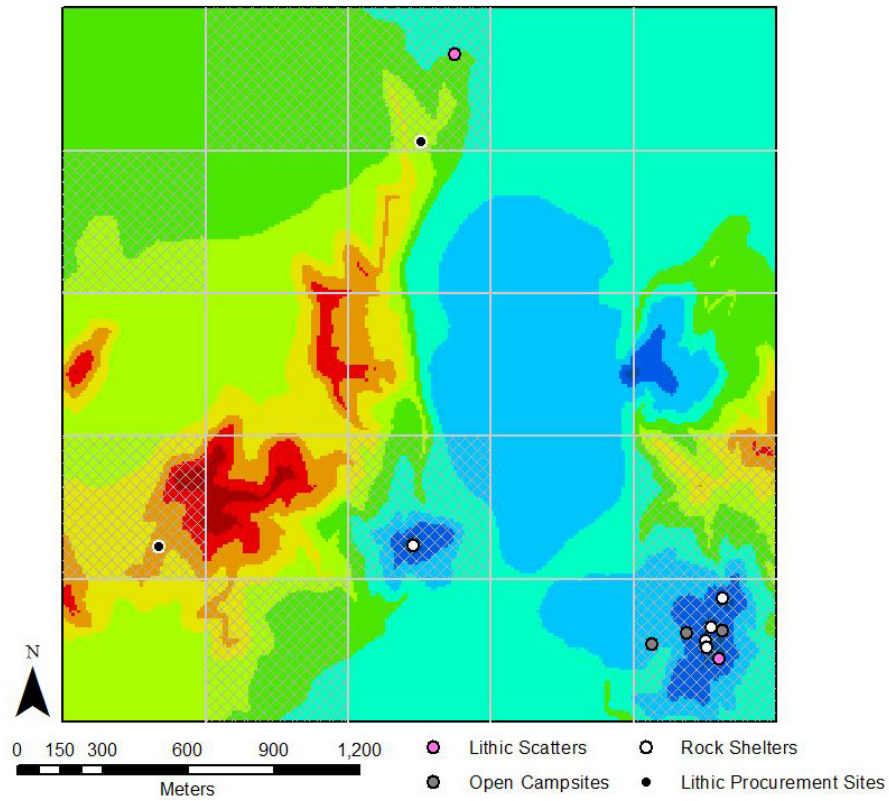 N
0 150 300 600 900 1,200
Meters
Lithic Scatters
Rock Shelters
Open Campsites
Lithic Procurement Sites